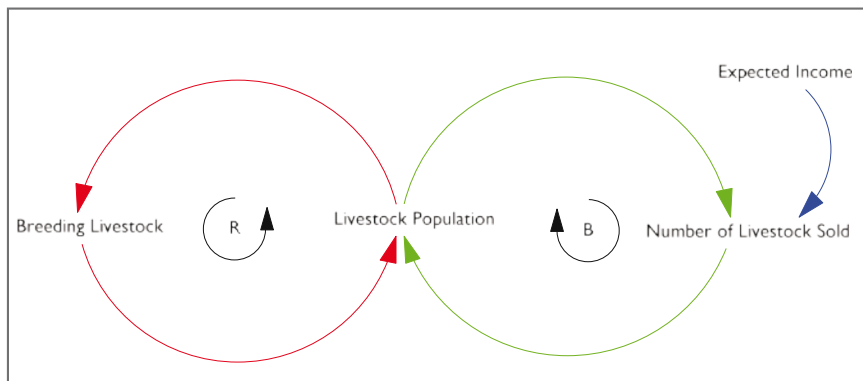 Expected Income
Breeding Livestock
R
Livestock Population
B
Number of Livestock Sold